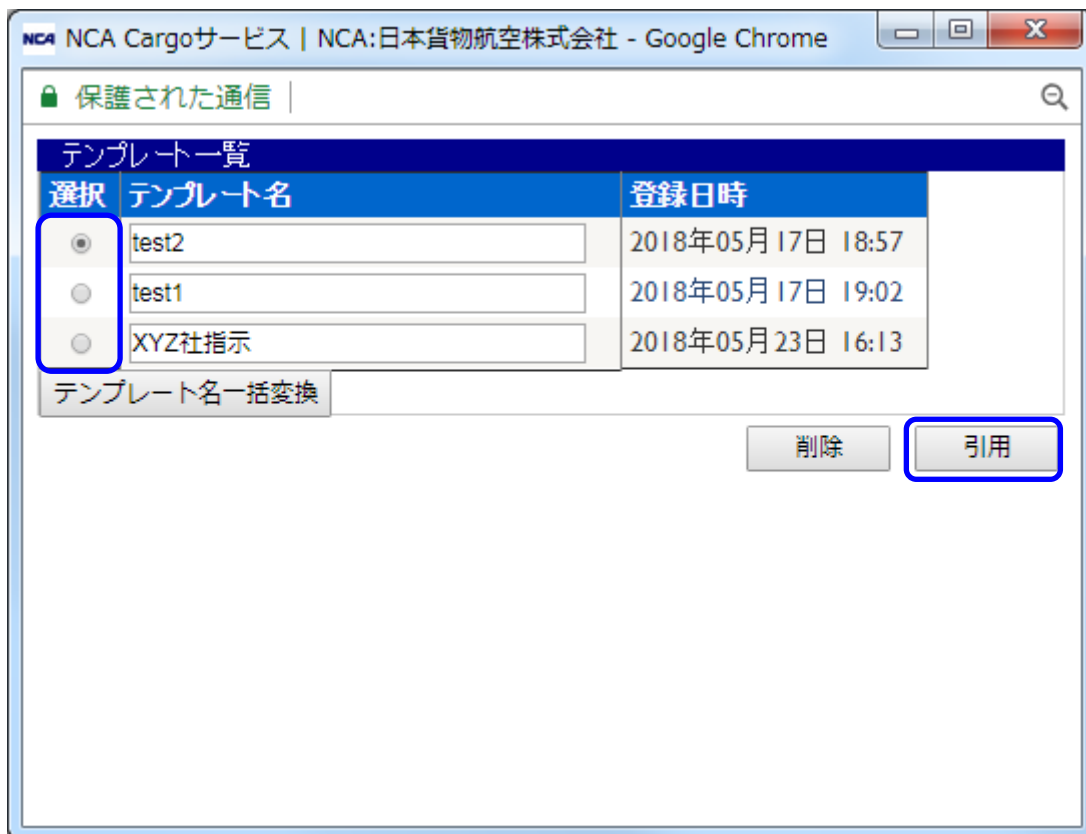 NCA NCA Cargoサービス | NCA:日本貨物航空株式会社 - Google Chrome
保護された通信
テンプレート一覧
選択 テンプレート名 登録日時
test2 2018年05月17日 18:57
test1 2018年05月17日 19:02
XYZ社指示 2018年05月23日 16:13
テンプレート名一括変換
削除 引用